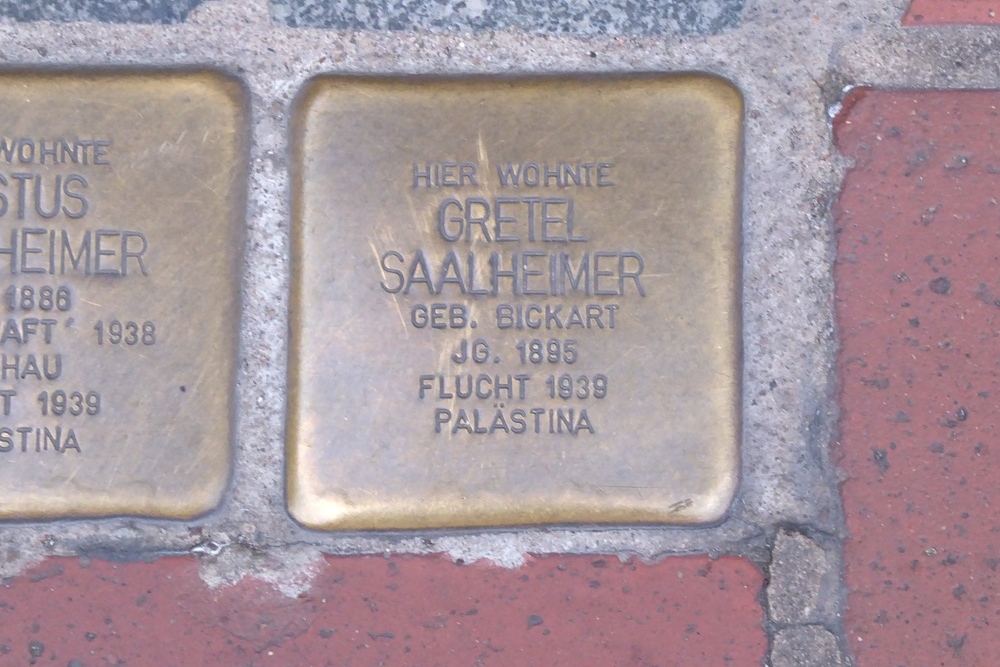 WOHNTE
STUS
HEIMER
1886
AFT 1938
HAU
T 1939
STINA
HIER WOHNTE
GRETEL
SAALHEIMER
GEB. BICKART
JG. 1895
FLUCHT 1939
PALÄSTINA